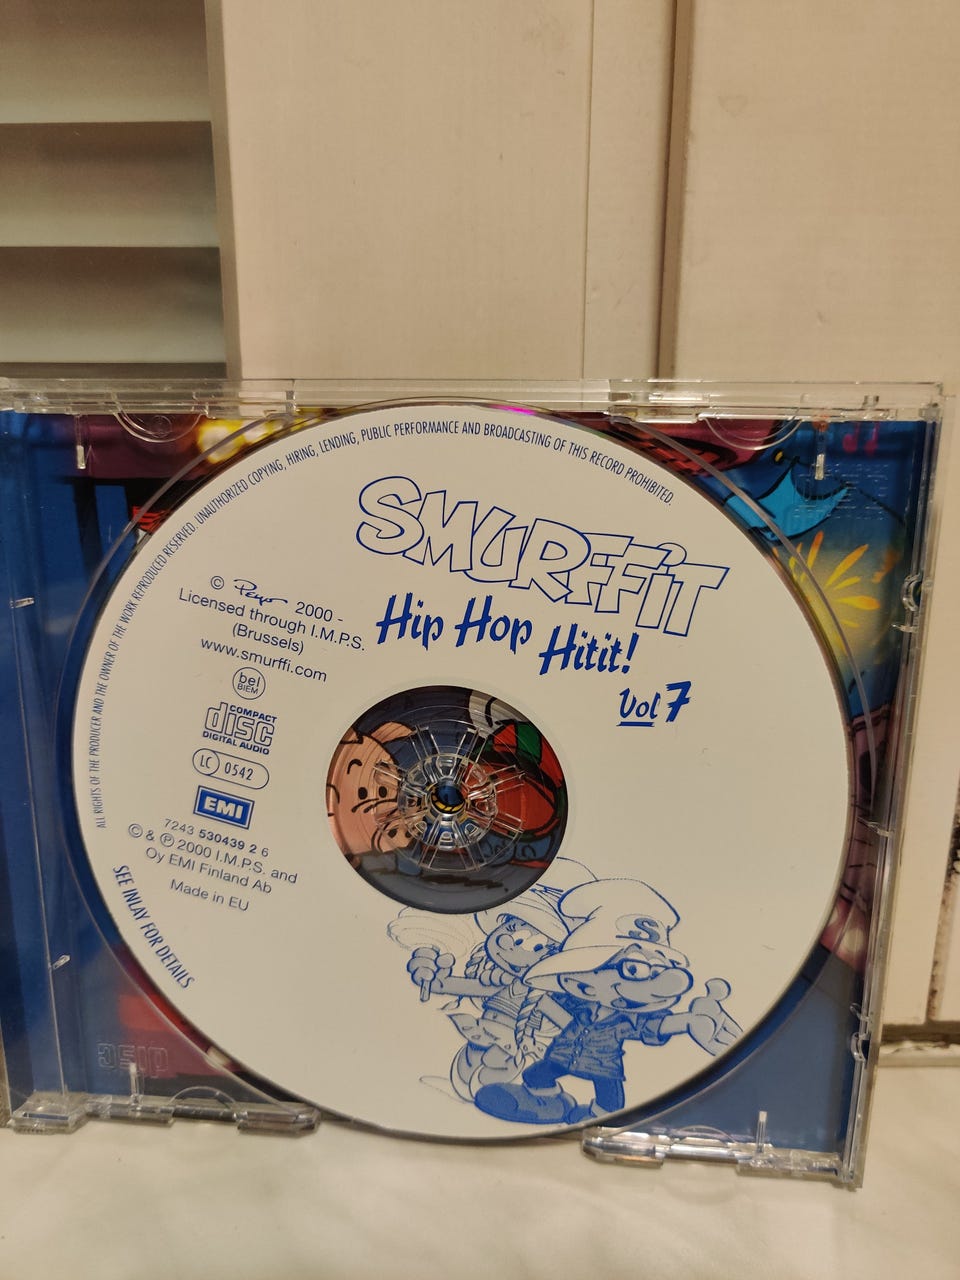 ALL RIGHTS OF THE PRODUCER AND THE OWNER OF THE WORK REPRODUCED RESERVED. UNAUTHORIZED COPYING, HIRING, LENDING, PUBLIC PERFORMANCE AND BROADCASTING OF THIS RECORD PROHIBITED.
SMURFFiT
Hip Hop Hitit!
Vol 7
© Peyo 2000 -
Licensed through I.M.P.S.
(Brussels)
www.smurffi.com
bel
BIEM
COMPACT
disc
DIGITAL AUDIO
LC 0542
EMI
7243 530439 2 6
© & ℗ 2000 I.M.P.S. and
Oy EMI Finland Ab
Made in EU
SEE INLAY FOR DETAILS
S